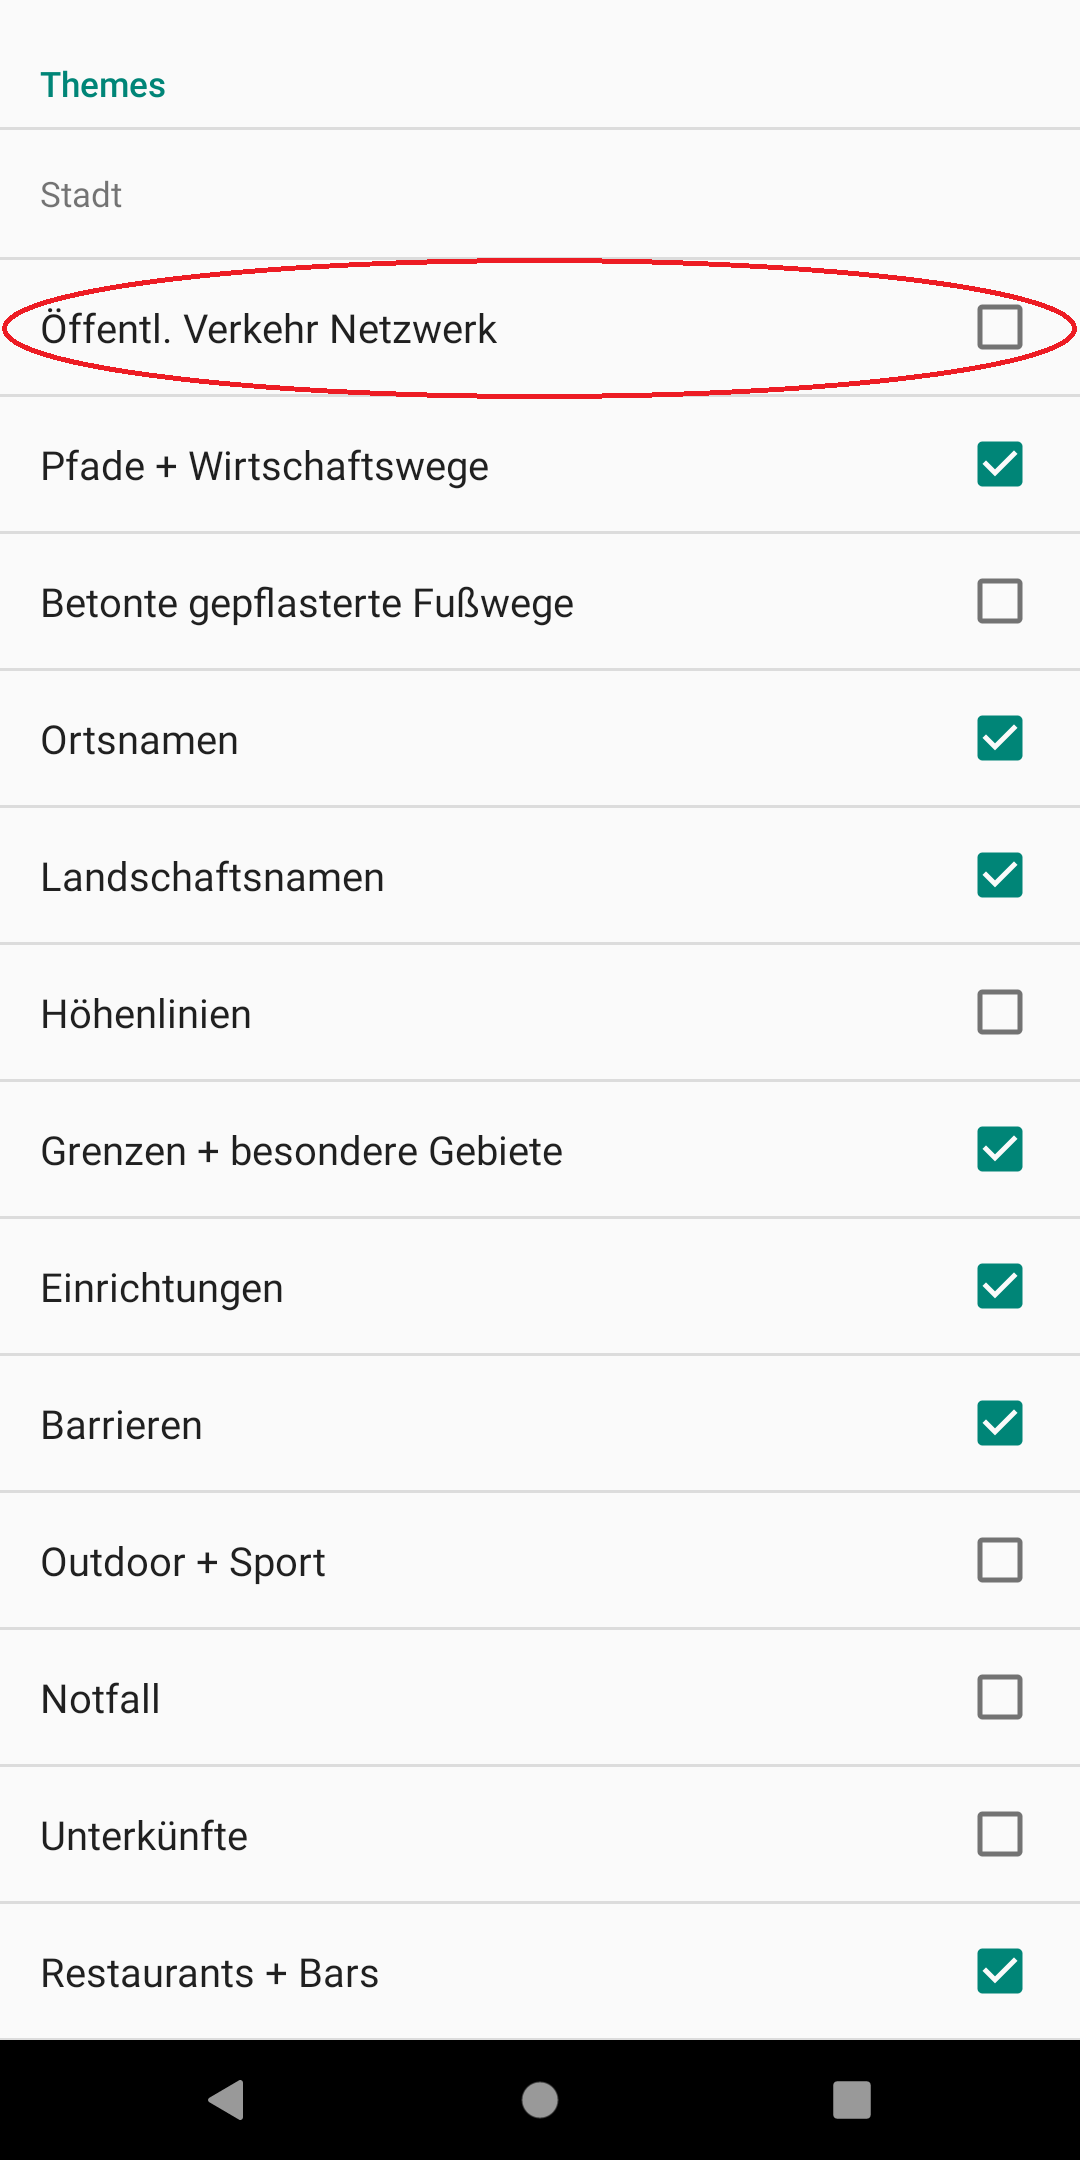 Themes
Stadt
Öffentl. Verkehr Netzwerk
Pfade + Wirtschaftswege
Betonte gepflasterte Fußwege
Ortsnamen
Landschaftsnamen
Höhenlinien
Grenzen + besondere Gebiete
Einrichtungen
Barrieren
Outdoor + Sport
Notfall
Unterkünfte
Restaurants + Bars